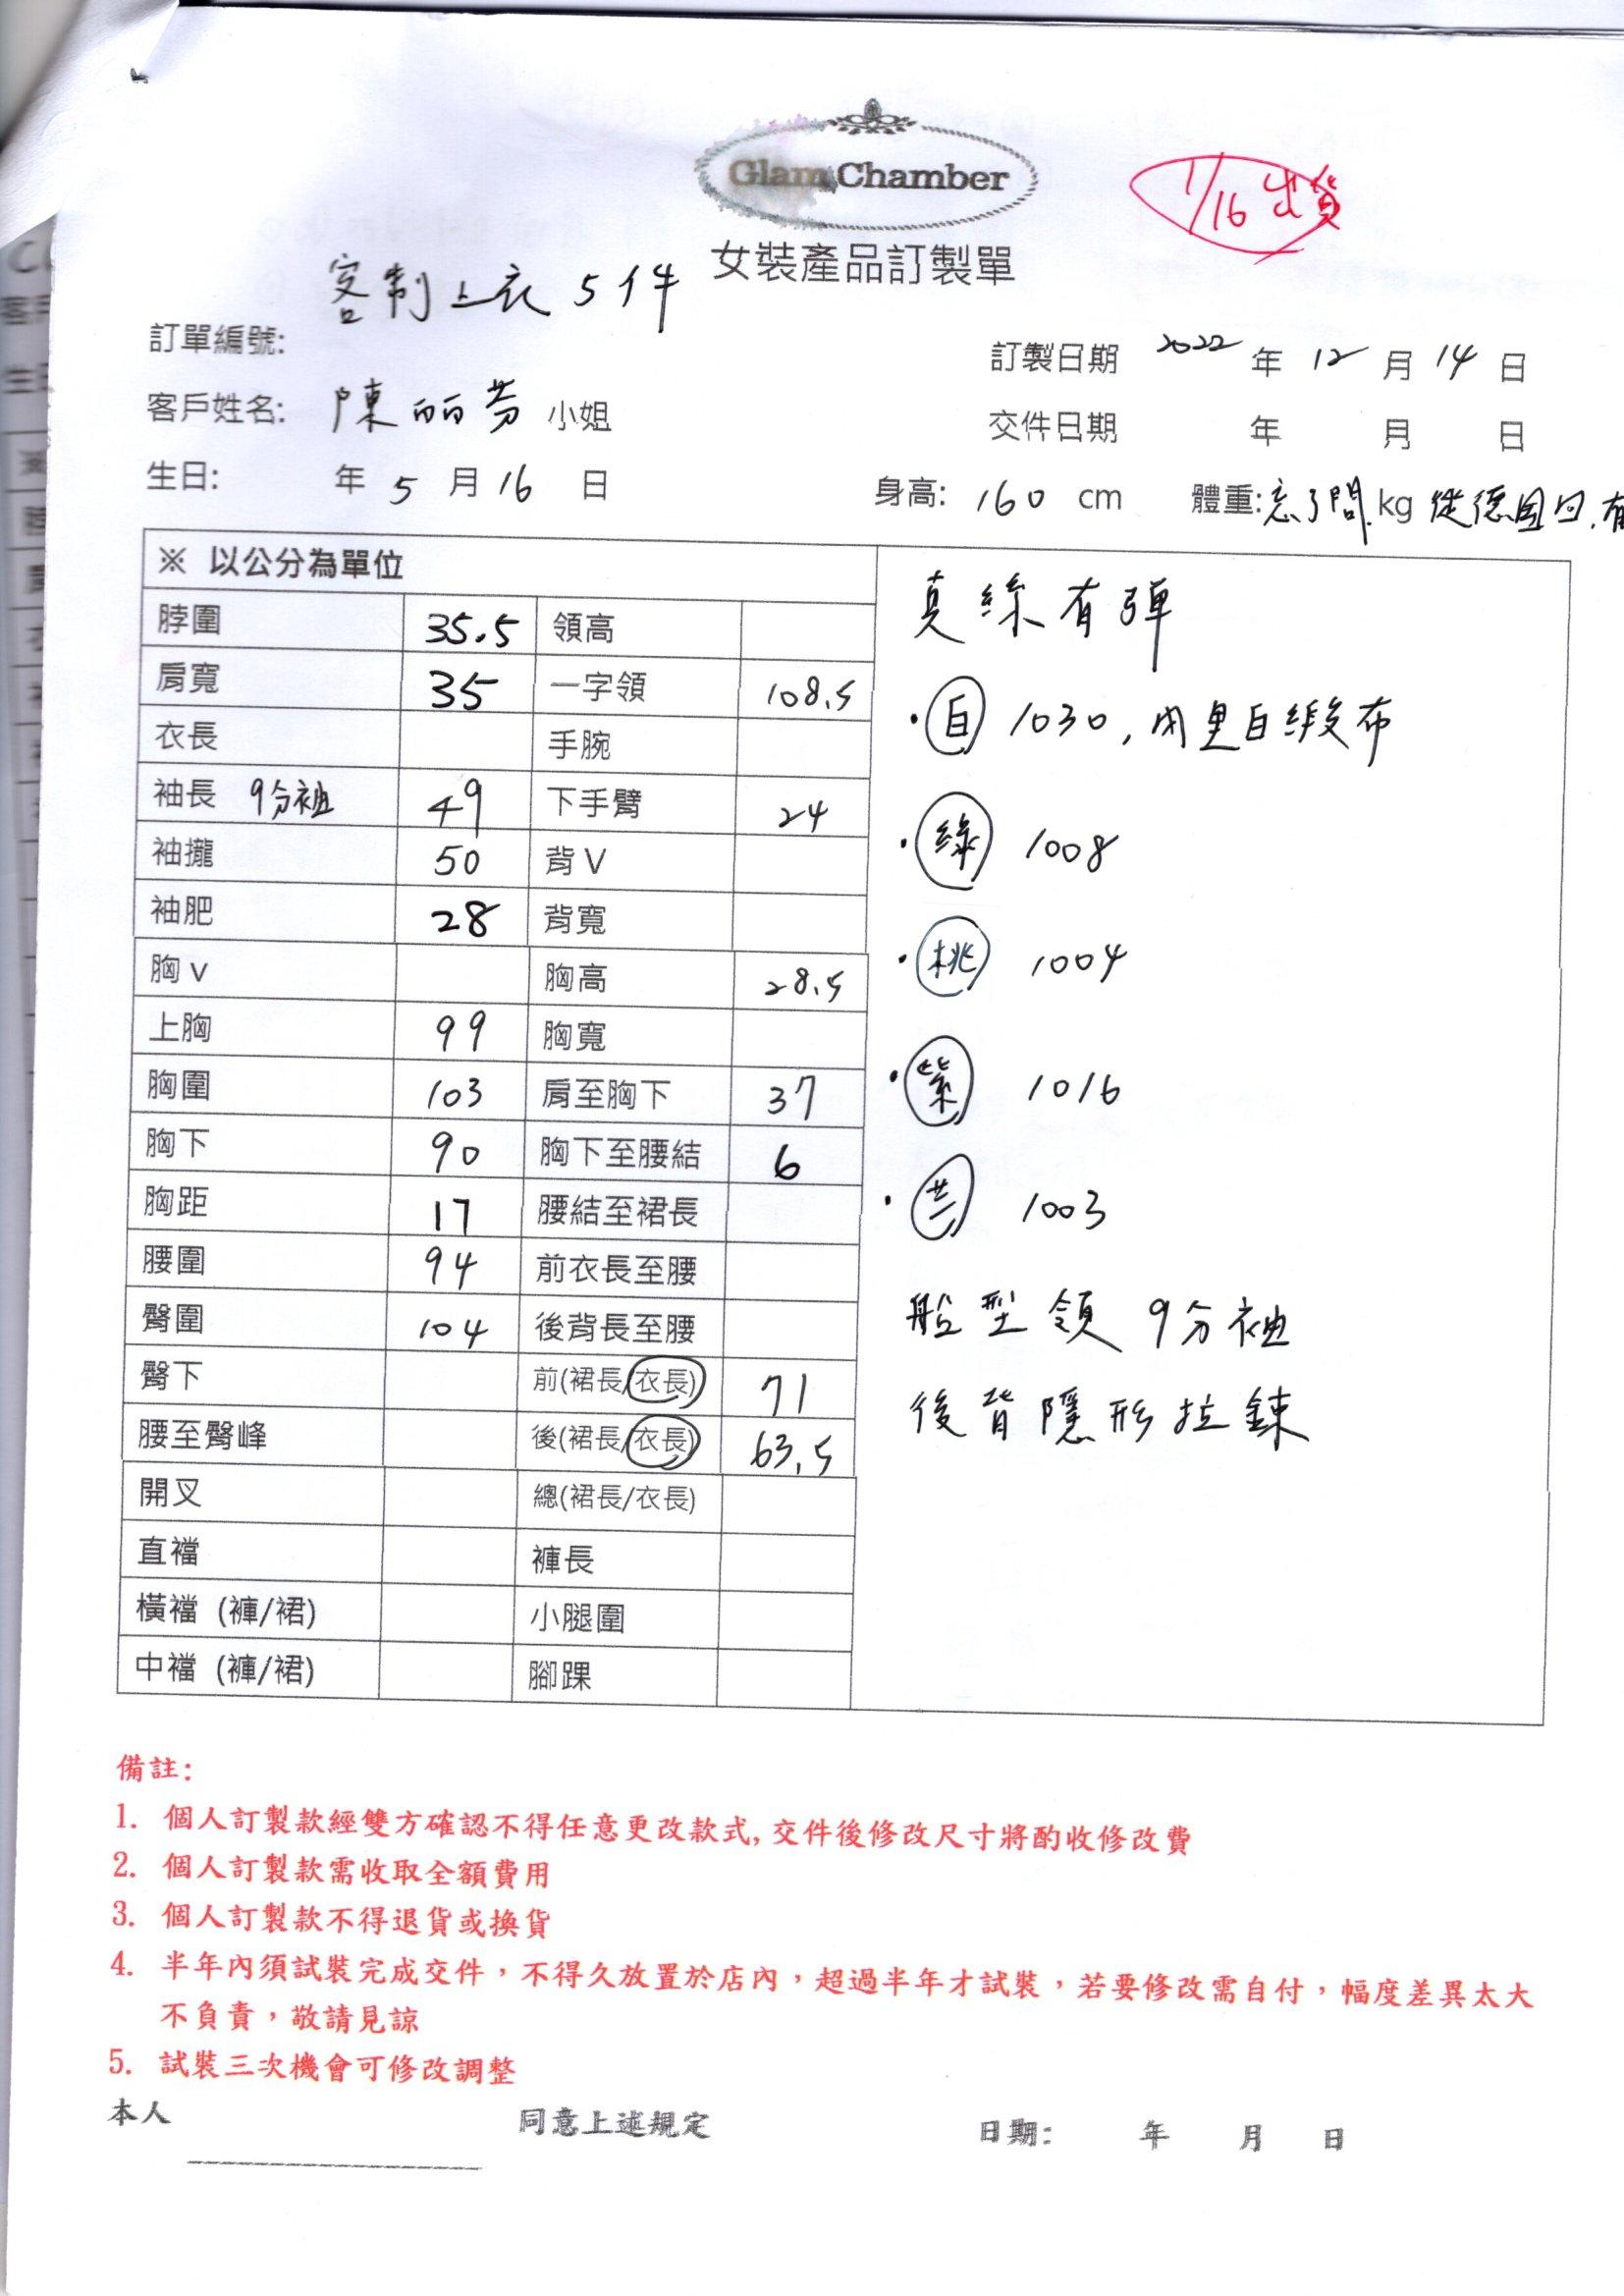 Glam Chamber
1/16 出貨
女裝產品訂製單
客制上衣 5件
訂單編號:
訂製日期 2022 年 12 月 14 日
客戶姓名: 陳丽芬 小姐
交件日期 年 月 日
生日: 年 5 月 16 日
身高: 160 cm 體重: 忘了問. kg 從德国回.有
※ 以公分為單位
脖圍 35.5 領高
肩寬 35 一字領 108.5
衣長 手腕
袖長 9分袖 49 下手臂 24
袖攏 50 背V
袖肥 28 背寬
胸v 胸高 28.5
上胸 99 胸寬
胸圍 103 肩至胸下 37
胸下 90 胸下至腰結 6
胸距 17 腰結至裙長
腰圍 94 前衣長至腰
臀圍 104 後背長至腰
臀下 前(裙長/衣長) 71
腰至臀峰 後(裙長/衣長) 63.5
開叉 總(裙長/衣長)
直襠 褲長
橫襠 (褲/裙) 小腿圍
中襠 (褲/裙) 腳踝
真絲有彈
·白 1030, 內里白緞布
·綠 1008
·桃 1004
·紫 1016
· 1003
船型領 9分袖
後背隱形拉鍊
備註:
1. 個人訂製款經雙方確認不得任意更改款式,交件後修改尺寸將酌收修改費
2. 個人訂製款需收取全額費用
3. 個人訂製款不得退貨或換貨
4. 半年內須試裝完成交件，不得久放置於店內，超過半年才試裝，若要修改需自付，幅度差異太大
不負責，敬請見諒
5. 試裝三次機會可修改調整
本人 同意上述規定 日期: 年 月 日